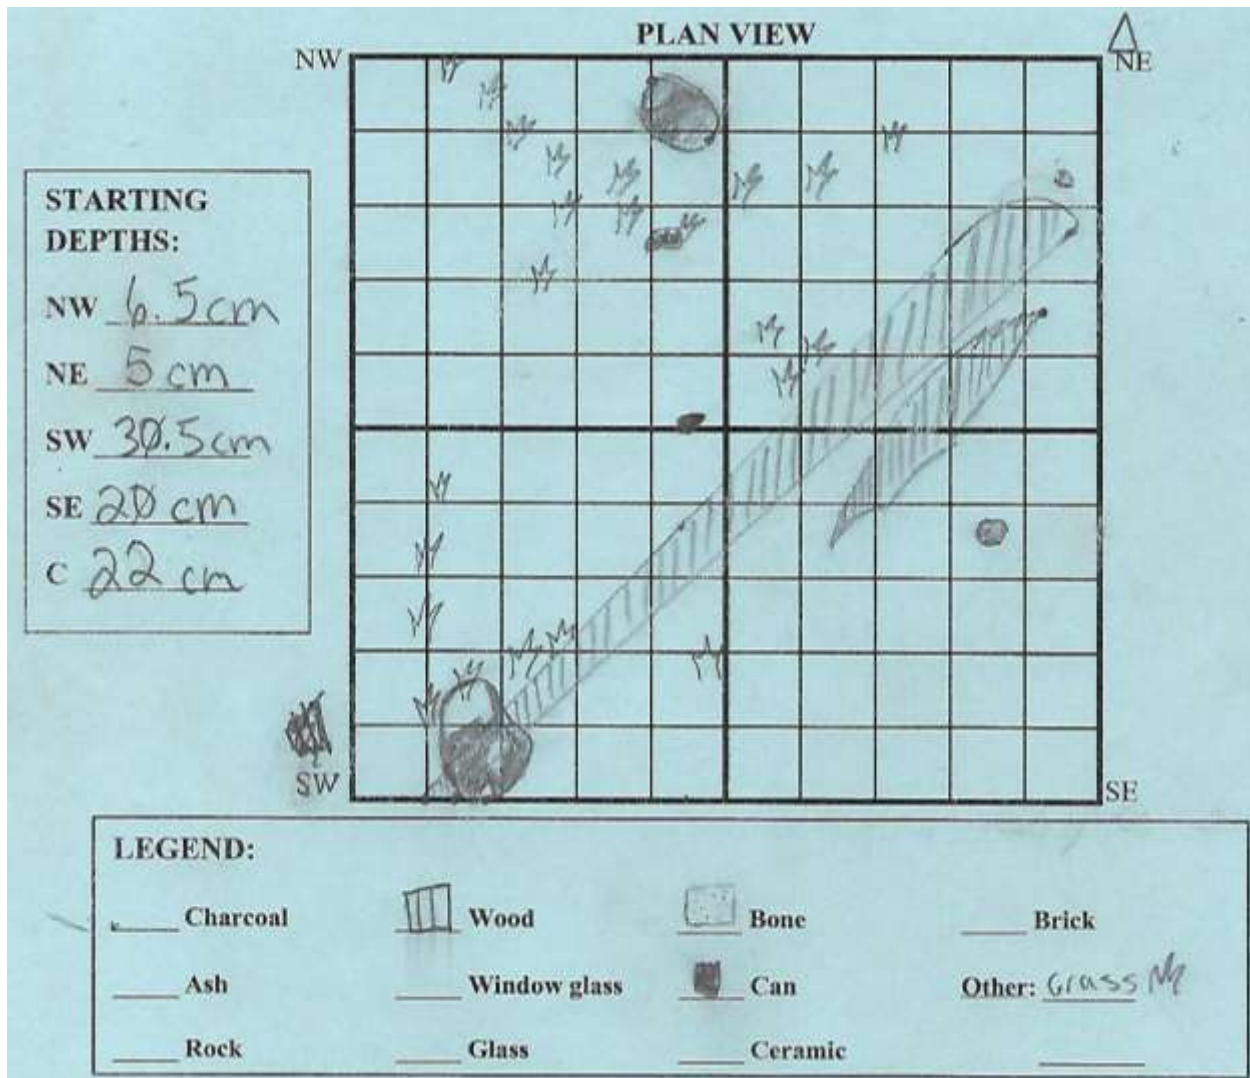 PLAN VIEW
NW
NE
STARTING
DEPTHS:
NW 6.5cm
NE 5 cm
SW 30.5cm
SE 20 cm
C 22 cm
SW
SE
LEGEND:
Charcoal Wood Bone Brick
Ash Window glass Can Other: Grass
Rock Glass Ceramic